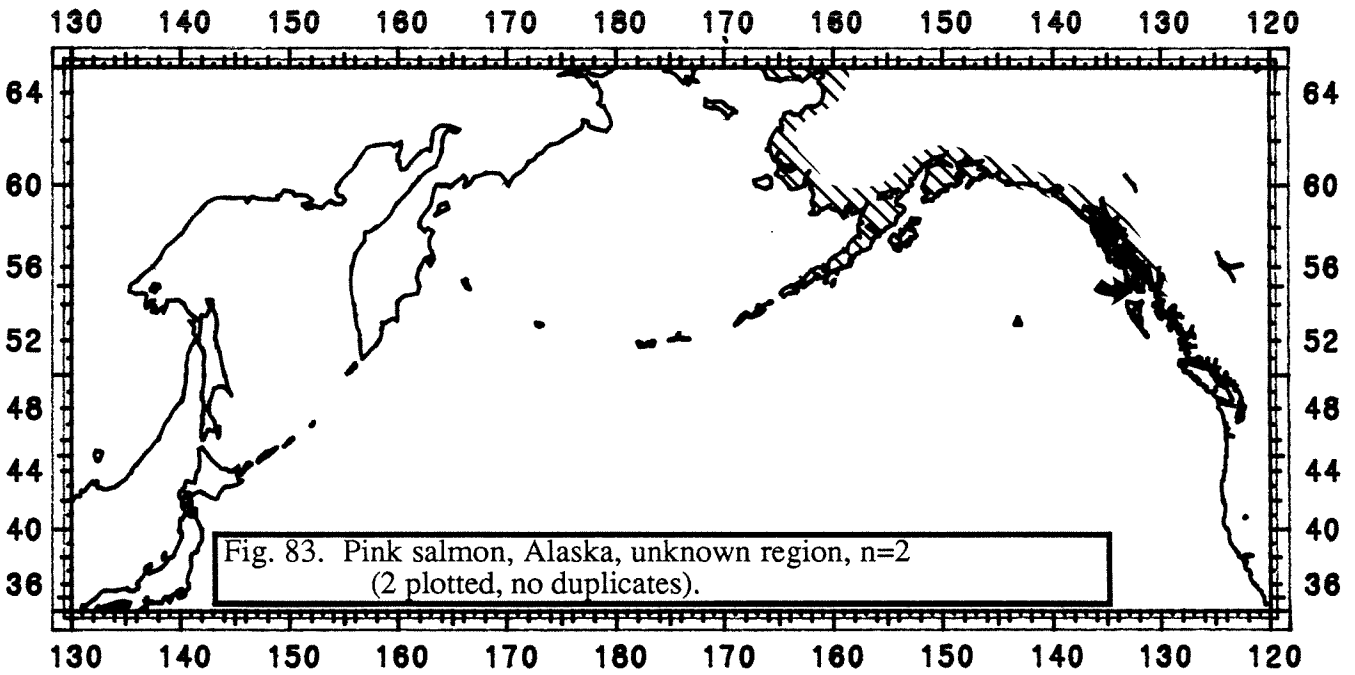 130 140 150 160 170 180 170 160 150 140 130 120
64 64
60 60
56 56
52 52
48 48
44 44
40 40
36 36
Fig. 83. Pink salmon, Alaska, unknown region, n=2
(2 plotted, no duplicates).
130 140 150 160 170 180 170 160 150 140 130 120